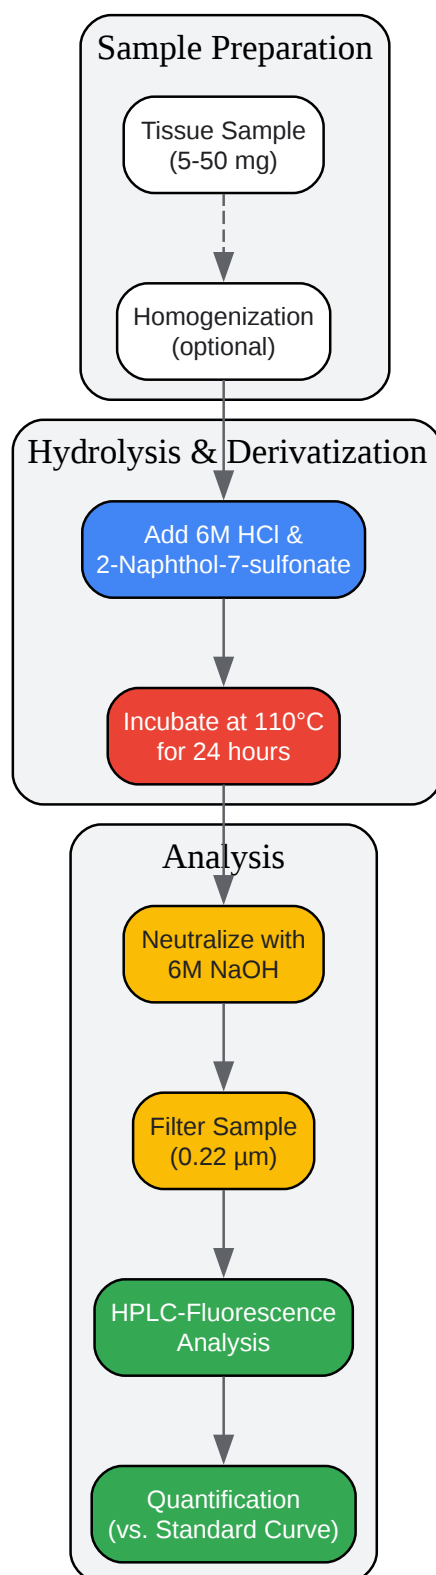 Sample Preparation
Tissue Sample
(5-50 mg)
Homogenization
(optional)
Hydrolysis & Derivatization
Add 6M HCl &
2-Naphthol-7-sulfonate
Incubate at 110°C
for 24 hours
Analysis
Neutralize with
6M NaOH
Filter Sample
(0.22 µm)
HPLC-Fluorescence
Analysis
Quantification
(vs. Standard Curve)